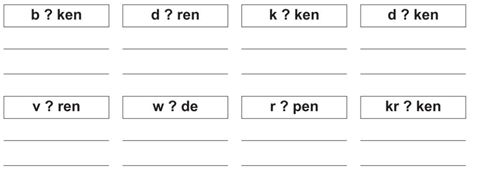 b ? ken d ? ren k ? ken d ? ken
v ? ren w ? de r ? pen kr ? ken